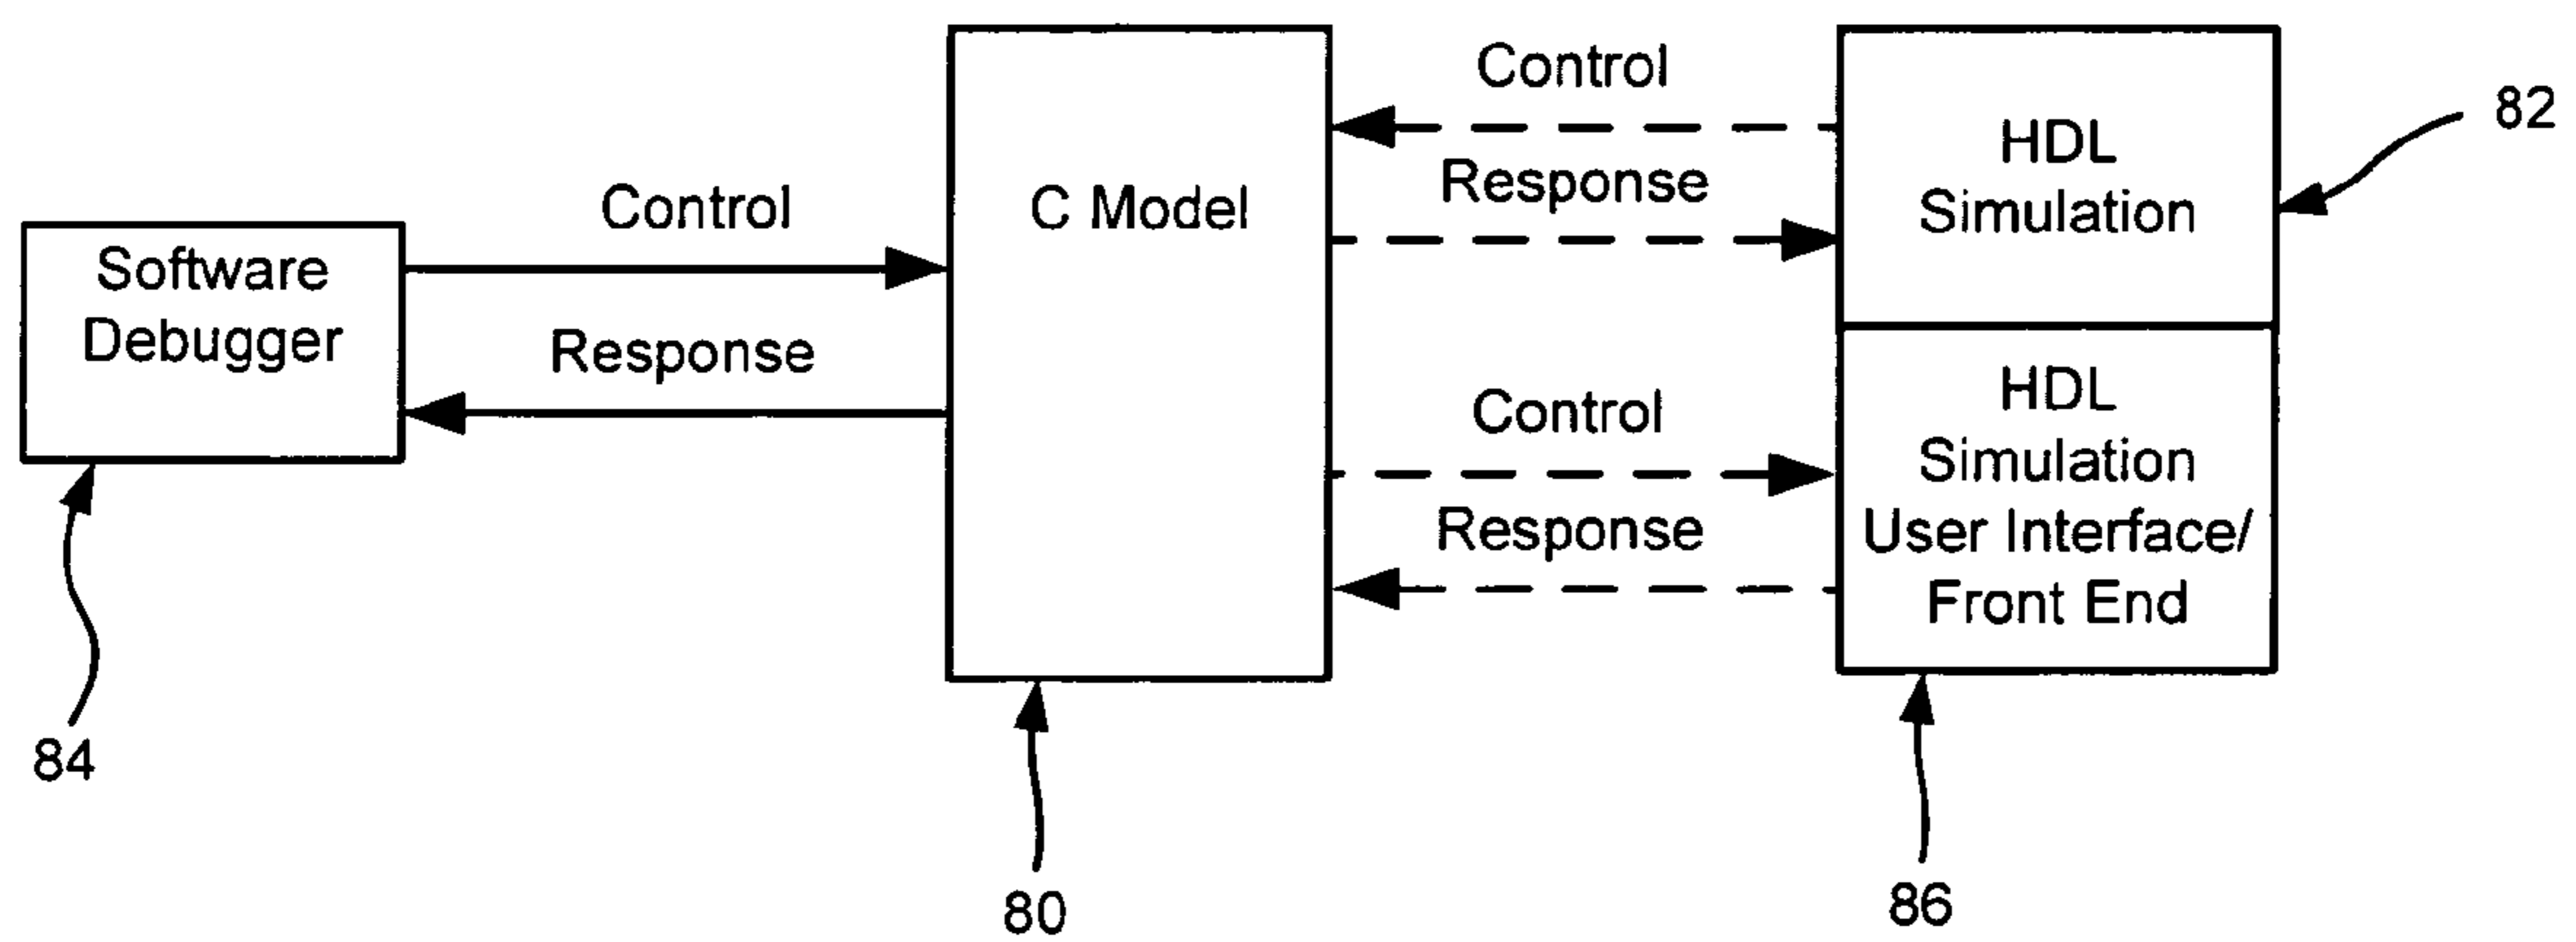 Software
Debugger
84
Control
Response
C Model
80
Control
Response
Control
Response
HDL
Simulation
82
HDL
Simulation
User Interface/
Front End
86